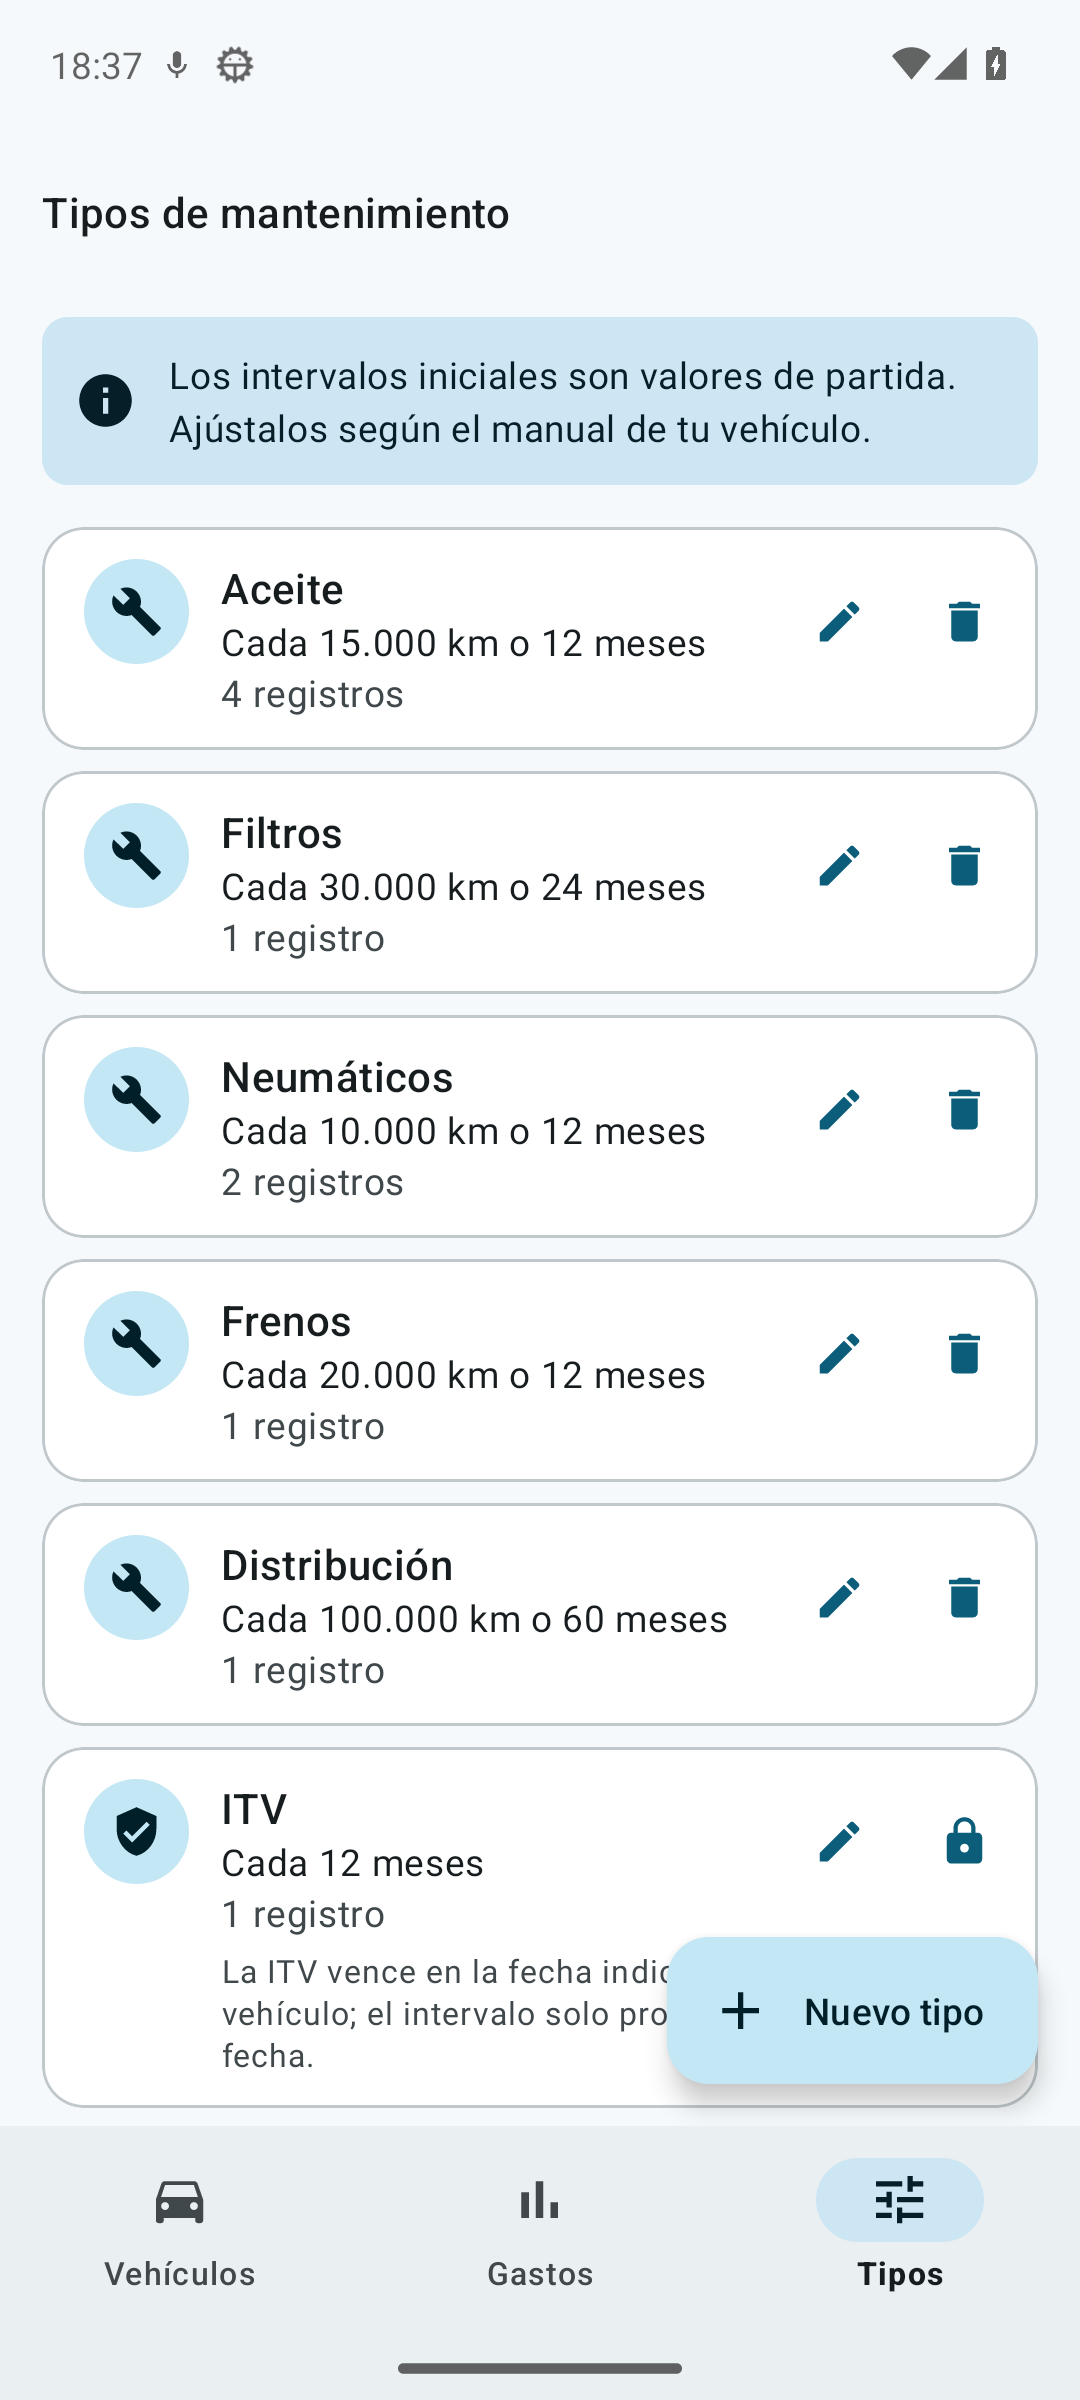 18:37
Tipos de mantenimiento
Los intervalos iniciales son valores de partida.
Ajústalos según el manual de tu vehículo.
Aceite
Cada 15.000 km o 12 meses
4 registros
Filtros
Cada 30.000 km o 24 meses
1 registro
Neumáticos
Cada 10.000 km o 12 meses
2 registros
Frenos
Cada 20.000 km o 12 meses
1 registro
Distribución
Cada 100.000 km o 60 meses
1 registro
ITV
Cada 12 meses
1 registro
La ITV vence en la fecha
vehículo; el intervalo solo
fecha.
Nuevo tipo
Vehículos
Gastos
Tipos